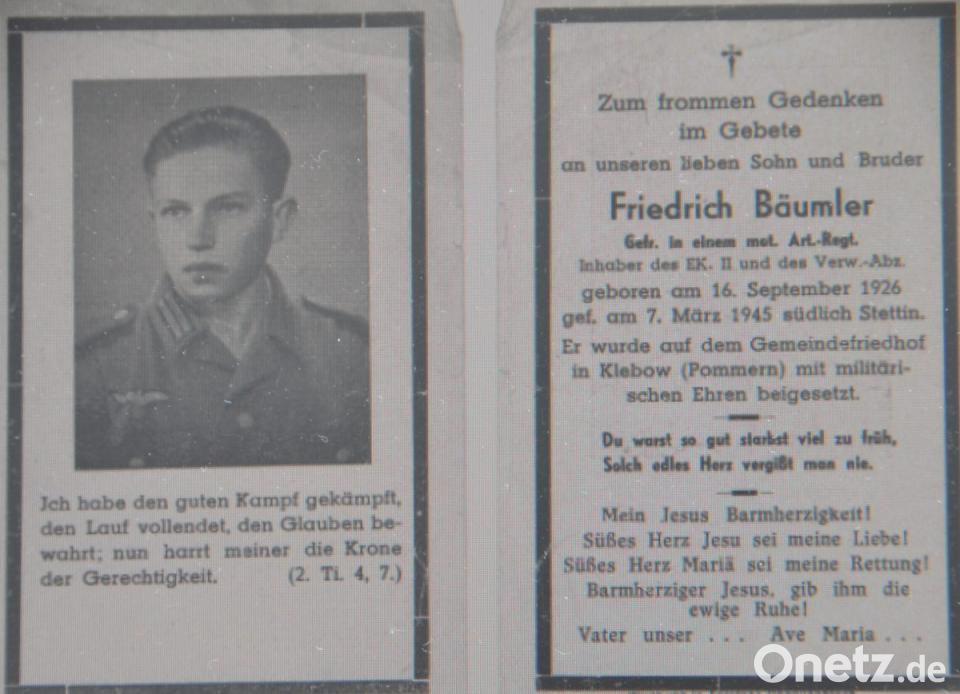 Ich habe den guten Kampf gekämpft,
den Lauf vollendet, den Glauben be-
wahrt; nun harrt meiner die Krone
der Gerechtigkeit. (2. Ti. 4, 7.)
Zum frommen Gedenken
im Gebete
an unseren lieben Sohn und Bruder
Friedrich Bäumler
Gefr. in einem mot. Art.-Regt.
Inhaber des EK. II und des Verw.-Abz.
geboren am 16. September 1926
gef. am 7. März 1945 südlich Stettin.
Er wurde auf dem Gemeindefriedhof
in Klebow (Pommern) mit militäri-
schen Ehren beigesetzt.
Du warst so gut starbst viel zu früh,
Solch edles Herz vergißt man nie.
Mein Jesus Barmherzigkeit!
Süßes Herz Jesu sei meine Liebe!
Süßes Herz Mariä sei meine Rettung!
Barmherziger Jesus, gib ihm die
ewige Ruhe!
Vater unser . . . Ave Maria . . .
Onetz.de